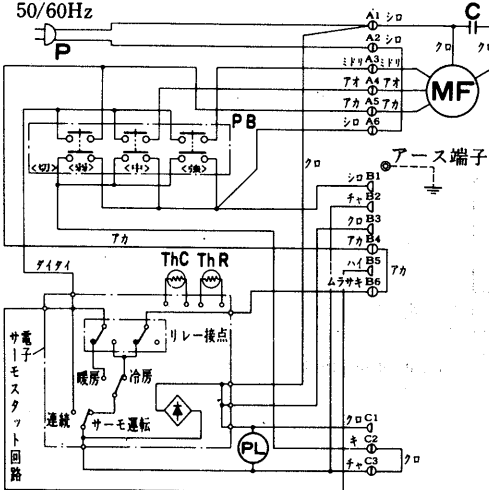 50/60Hz
P
A1 シロ
C
A2 シロ
クロ
クロ
ミドリ A3 ミドリ
アオ A4 アオ
MF
アカ A5 アカ
シロ A6
PB
<切> <弱> <中> <強>
クロ
アース端子
シロ B1
チャ B2
クロ B3
アカ
アカ B4
ダイダイ
ThC ThR
ハイ B5
アカ
ムラサキ B6
リレー接点
電子サーモスタット回路
暖房
冷房
連続
サーモ運転
クロ C1
PL
キ C2
クロ
チャ C3